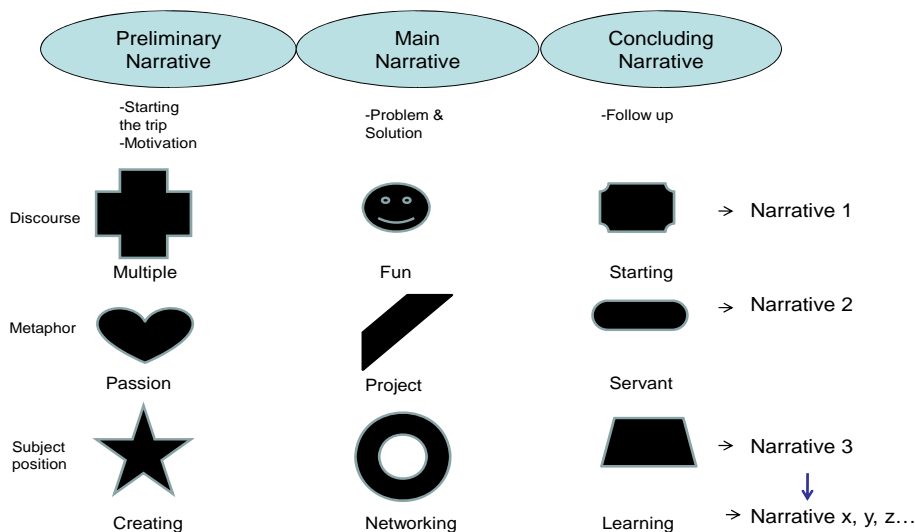 Preliminary
Narrative
Main
Narrative
Concluding
Narrative
-Starting
the trip
-Motivation
-Problem &
Solution
-Follow up
Discourse
Multiple
Fun
Starting
Narrative 1
Metaphor
Passion
Project
Servant
Narrative 2
Subject
position
Creating
Networking
Learning
Narrative 3
Narrative x, y, z…